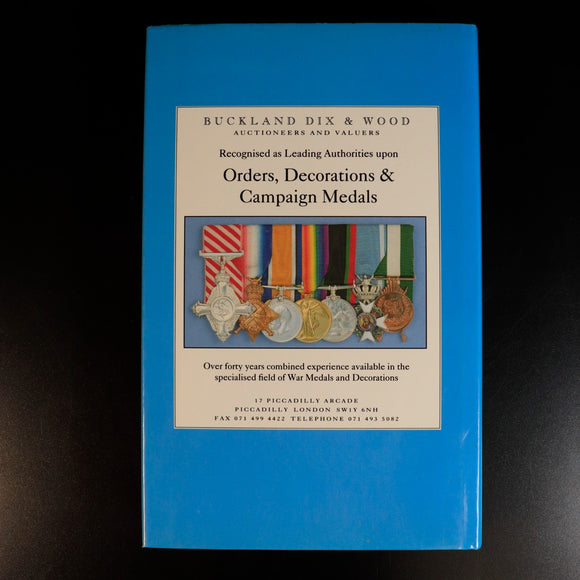 BUCKLAND DIX & WOOD
AUCTIONEERS AND VALUERS
Recognised as Leading Authorities upon
Orders, Decorations &
Campaign Medals
Over forty years combined experience available in the
specialised field of War Medals and Decorations
17 PICCADILLY ARCADE
PICCADILLY LONDON SW1Y 6NH
FAX 071 499 4422 TELEPHONE 071 493 5082